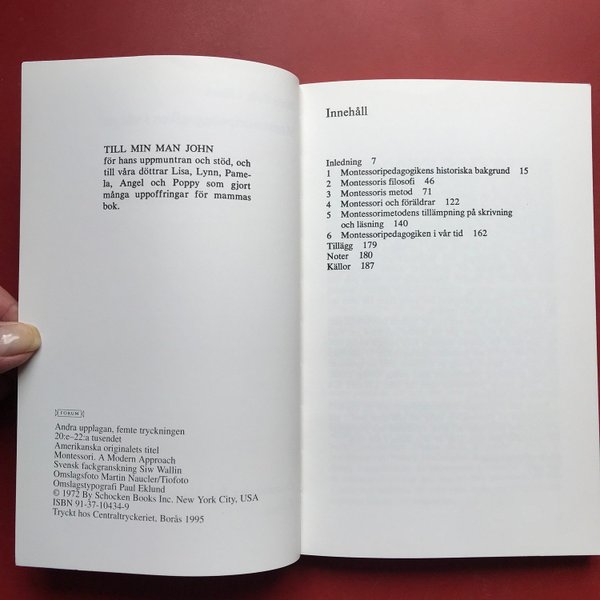 TILL MIN MAN JOHN
för hans uppmuntran och stöd, och
till våra döttrar Lisa, Lynn, Pame-
la, Angel och Poppy som gjort
många uppoffringar för mammas
bok.
FORUM
Andra upplagan, femte tryckningen
20:e–22:a tusendet
Amerikanska originalets titel
Montessori. A Modern Approach
Svensk fackgranskning Siw Wallin
Omslagsfoto Martin Naucler/Tiofoto
Omslagstypografi Paul Eklund
© 1972 By Schocken Books Inc. New York City. USA
ISBN 91-37-10434-9
Tryckt hos Centraltryckeriet, Borås 1995
Innehåll
Inledning 7
1 Montessoripedagogikens historiska bakgrund 15
2 Montessoris filosofi 46
3 Montessoris metod 71
4 Montessori och föräldrar 122
5 Montessorimetodens tillämpning på skrivning
och läsning 140
6 Montessoripedagogiken i vår tid 162
Tillägg 179
Noter 180
Källor 187